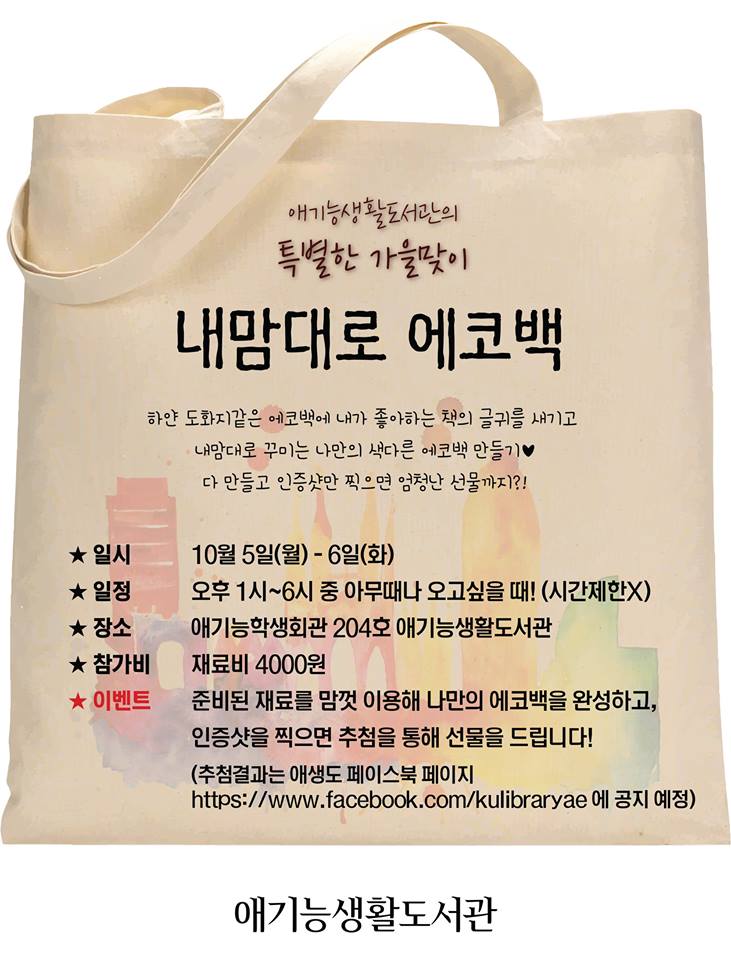 애기능생활도서관의
특별한 가을맞이
내맘대로 에코백
하얀 도화지같은 에코백에 내가 좋아하는 책의 글귀를 새기고
내맘대로 꾸미는 나만의 색다른 에코백 만들기♥
다 만들고 인증샷만 찍으면 엄청난 선물까지?!
★ 일시 10월 5일(월) - 6일(화)
★ 일정 오후 1시~6시 중 아무때나 오고싶을 때! (시간제한X)
★ 장소 애기능학생회관 204호 애기능생활도서관
★ 참가비 재료비 4000원
★ 이벤트 준비된 재료를 맘껏 이용해 나만의 에코백을 완성하고,
인증샷을 찍으면 추첨을 통해 선물을 드립니다!
(추첨결과는 애생도 페이스북 페이지
https://www.facebook.com/kulibraryae 에 공지 예정)
애기능생활도서관